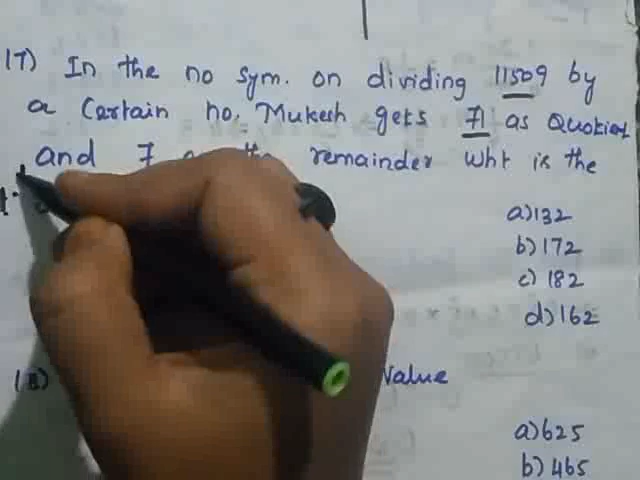 17) In the no sym. on dividing 11509 by
a Certain no. Mukesh gets 71 as Quotient
and 7 remainder Wht is the
a) 132
b) 172
c) 182
d) 162
(8) Value
a) 625
b) 465